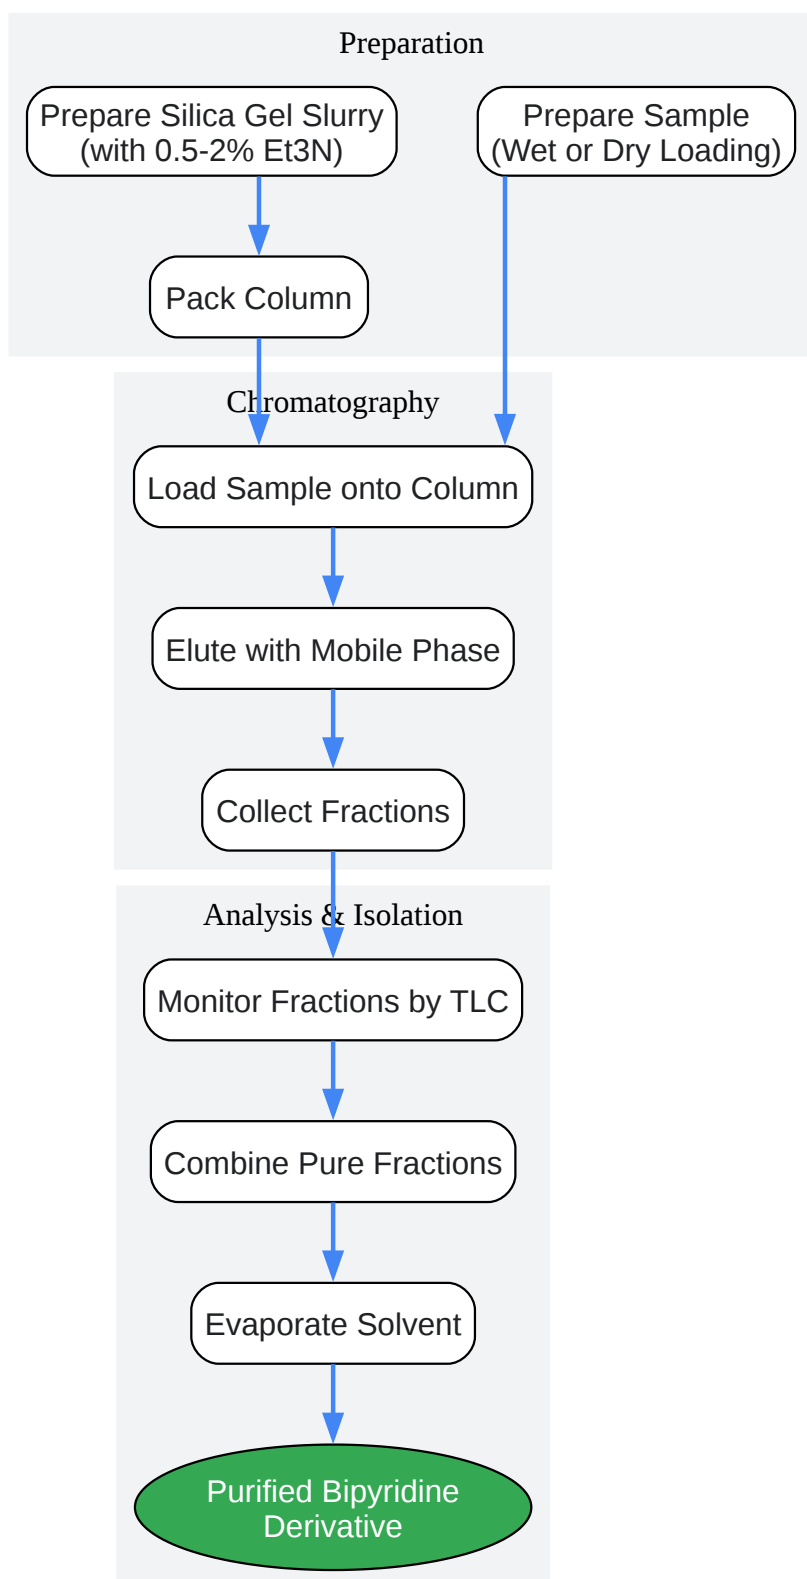 Preparation
Prepare Silica Gel Slurry
(with 0.5-2% Et3N)
Prepare Sample
(Wet or Dry Loading)
Pack Column
Chromatography
Load Sample onto Column
Elute with Mobile Phase
Collect Fractions
Analysis & Isolation
Monitor Fractions by TLC
Combine Pure Fractions
Evaporate Solvent
Purified Bipyridine
Derivative